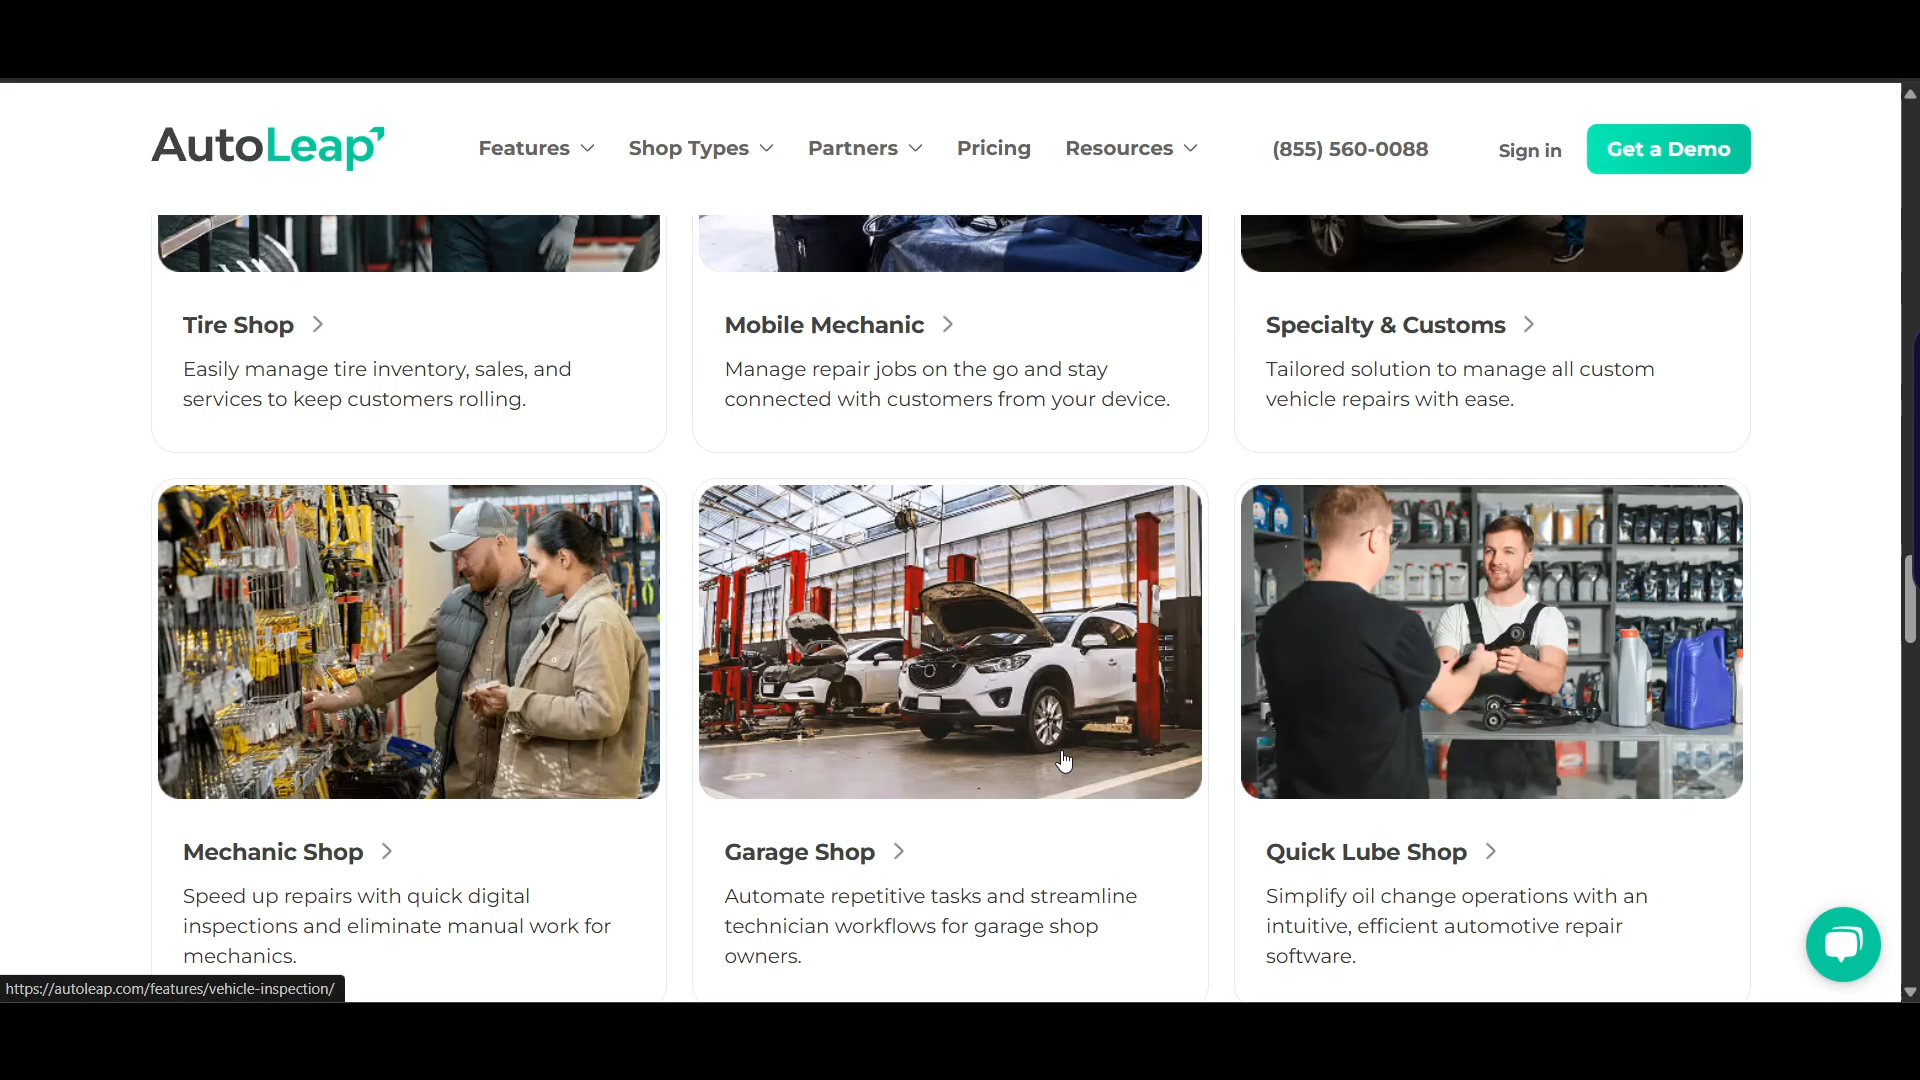 AutoLeap
Features
Shop Types
Partners
Pricing
Resources
(855) 560-0088
Sign in
Get a Demo
Tire Shop
Easily manage tire inventory, sales, and
services to keep customers rolling.
Mobile Mechanic
Manage repair jobs on the go and stay
connected with customers from your device.
Specialty & Customs
Tailored solution to manage all custom
vehicle repairs with ease.
Mechanic Shop
Speed up repairs with quick digital
inspections and eliminate manual work for
mechanics.
Garage Shop
Automate repetitive tasks and streamline
technician workflows for garage shop
owners.
Quick Lube Shop
Simplify oil change operations with an
intuitive, efficient automotive repair
software.
https://autoleap.com/features/vehicle-inspection/